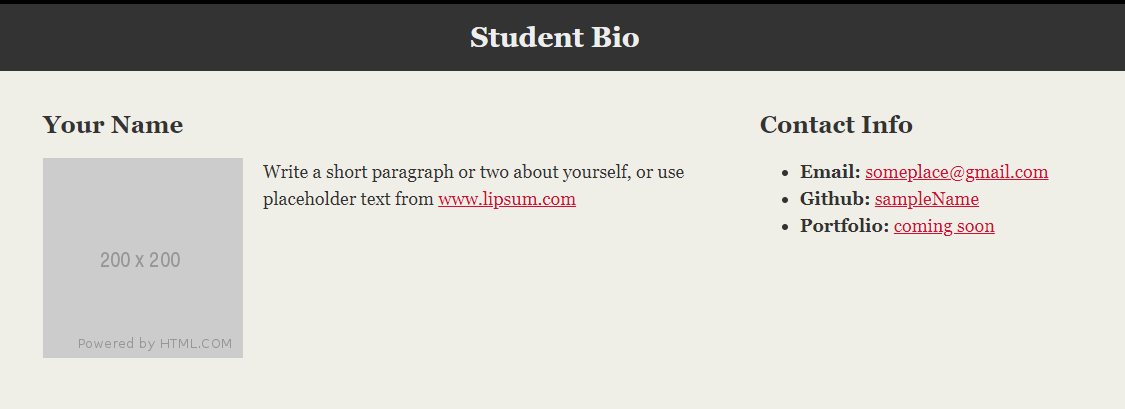 Student Bio
Your Name
200 x 200
Powered by HTML.COM
Write a short paragraph or two about yourself, or use
placeholder text from www.lipsum.com
Contact Info
Email: someplace@gmail.com
Github: sampleName
Portfolio: coming soon